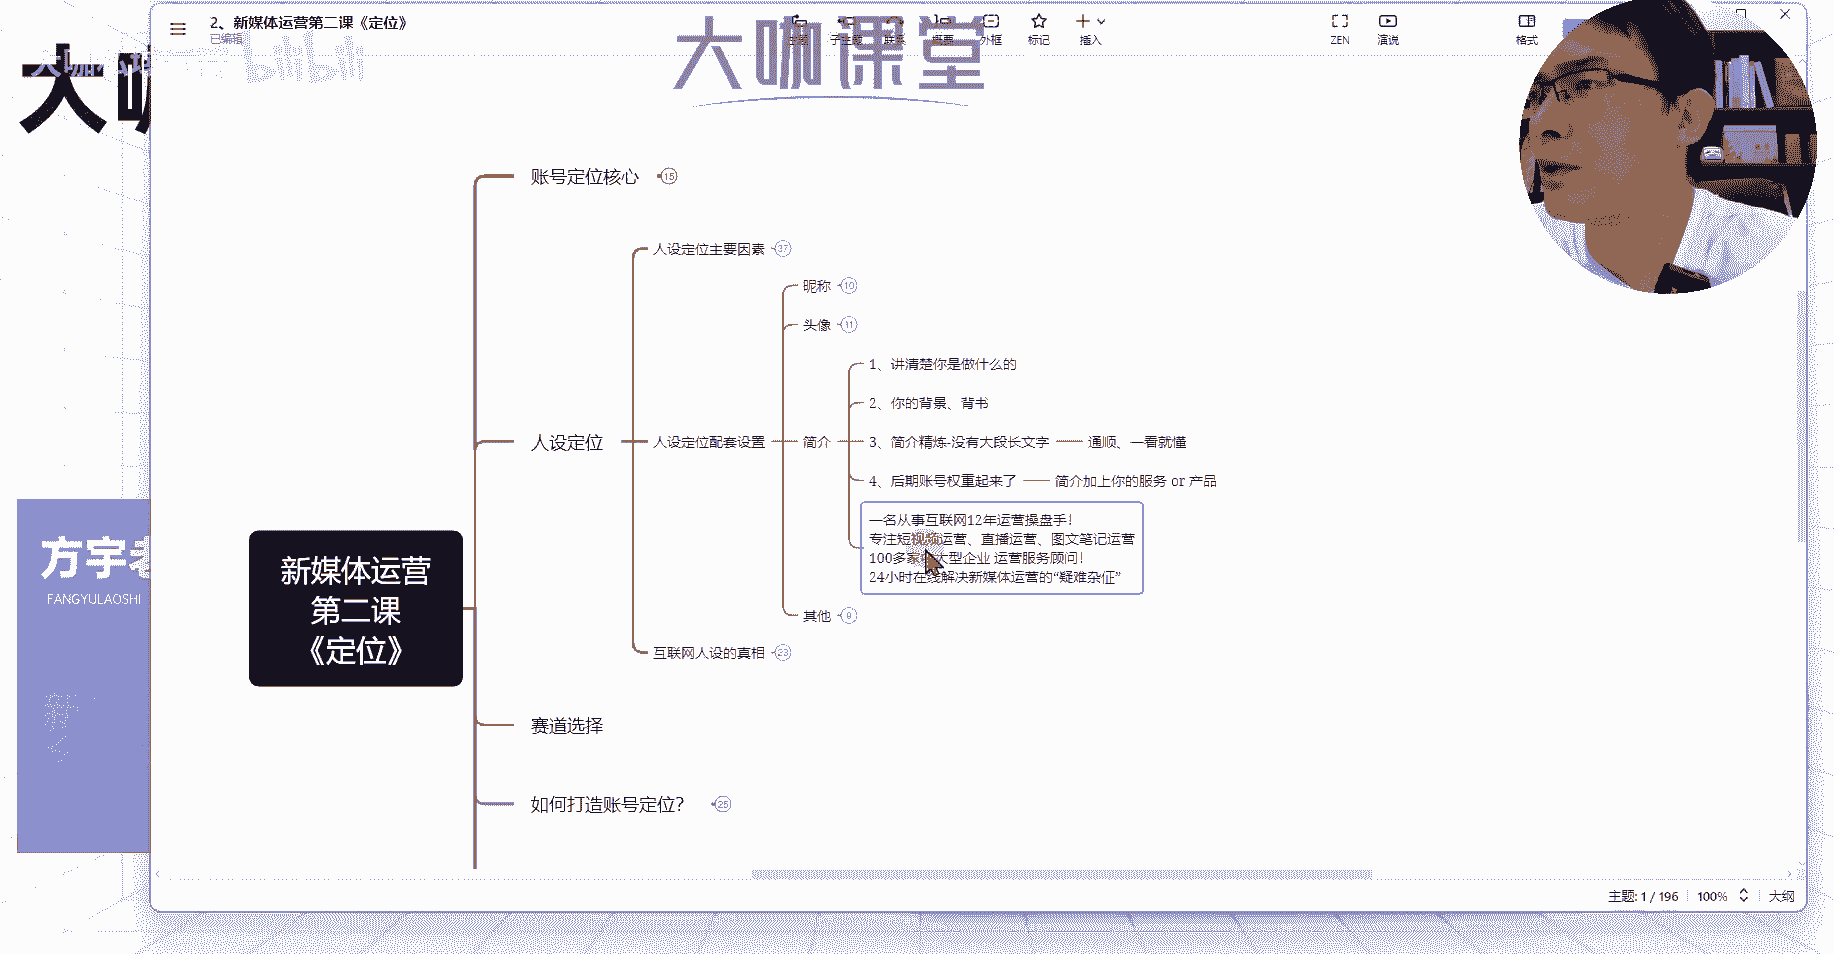 2、新媒体运营第二课《定位》
已编辑
bilibili
大咖课堂
联系
概要
外框
标记
插入
ZEN
演说
格式
大咖
账号定位核心 15
人设定位主要因素 37
昵称 10
头像 11
1、讲清楚你是做什么的
2、你的背景、背书
人设定位
人设定位配套设置
简介
3、简介精炼-没有大段长文字
通顺、一看就懂
4、后期账号权重起来了
简介加上你的服务 or 产品
一名从事互联网12年运营操盘手!
专注短视频运营、直播运营、图文笔记运营
100多家 大型企业 运营服务顾问!
24小时在线解决新媒体运营的“疑难杂症”
其他 9
互联网人设的真相 23
新媒体运营
第二课
《定位》
方宇老
FANGYULAOSHI
赛道选择
如何打造账号定位? 25
主题: 1 / 196
100%
大纲